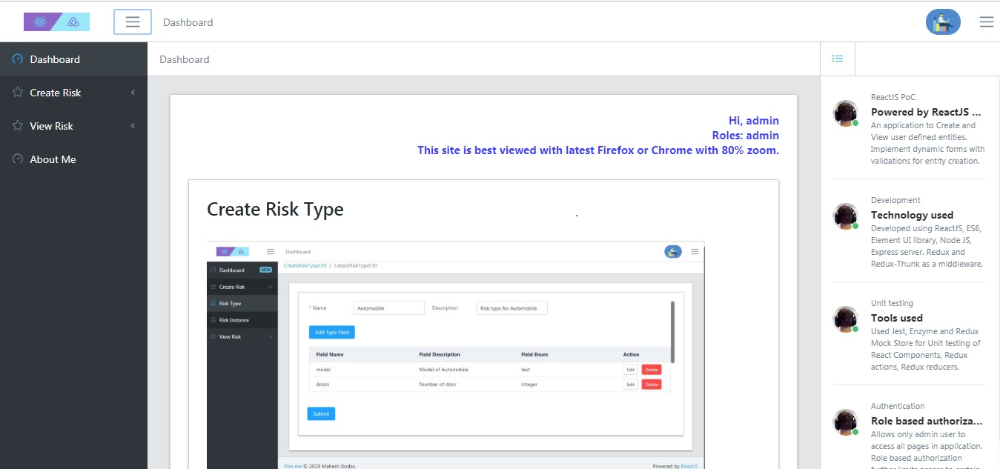 Dashboard
Dashboard
Create Risk
View Risk
About Me
Dashboard
Hi, admin
Roles: admin
This site is best viewed with latest Firefox or Chrome with 80% zoom.
Create Risk Type
.
Dashboard
Dashboard NEW
Create Risk
Risk Type
Risk Instance
View Risk
CreateRiskTypeCtrl / CreateRiskTypeCtrl
* Name Automobile Description Risk type for Automobile
Add Type Field
Field Name Field Description Field Enum Action
model Model of Automobile text Edit Delete
doors Number of door integer Edit Delete
Submit
Hire me © 2019 Mahesh Bodas. Powered by ReactJS
ReactJS PoC
Powered by ReactJS ...
An application to Create and
View user defined entities.
Implement dynamic forms with
validations for entity creation.
Development
Technology used
Developed using ReactJS, ES6,
Element UI library, Node JS,
Express server. Redux and
Redux-Thunk as a middleware.
Unit testing
Tools used
Used Jest, Enzyme and Redux
Mock Store for Unit testing of
React Components, Redux
actions, Redux reducers.
Authentication
Role based authoriza...
Allows only admin user to
access all pages in application.
Role based authorization
further limits access to certain